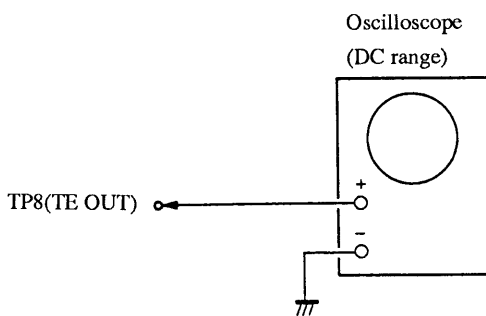 Oscilloscope
(DC range)
TP8(TE OUT)
+
−